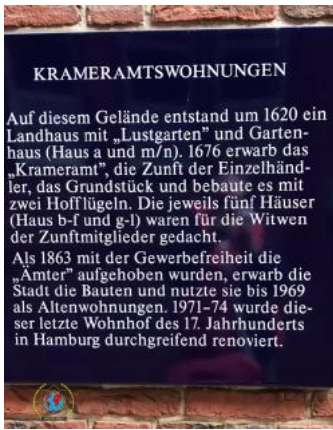 KRAMERAMTSWOHNUNGEN
Auf diesem Gelände entstand um 1620 ein
Landhaus mit „Lustgarten” und Garten-
haus (Haus a und m/n). 1676 erwarb das
„Krameramt”, die Zunft der Einzelhänd-
ler, das Grundstück und bebaute es mit
zwei Hofflügeln. Die jeweils fünf Häuser
(Haus b-f und g-l) waren für die Witwen
der Zunftmitglieder gedacht.
Als 1863 mit der Gewerbefreiheit die
„Ämter” aufgehoben wurden, erwarb die
Stadt die Bauten und nutzte sie bis 1969
als Altenwohnungen. 1971-74 wurde die-
ser letzte Wohnhof des 17. Jahrhunderts
in Hamburg durchgreifend renoviert.